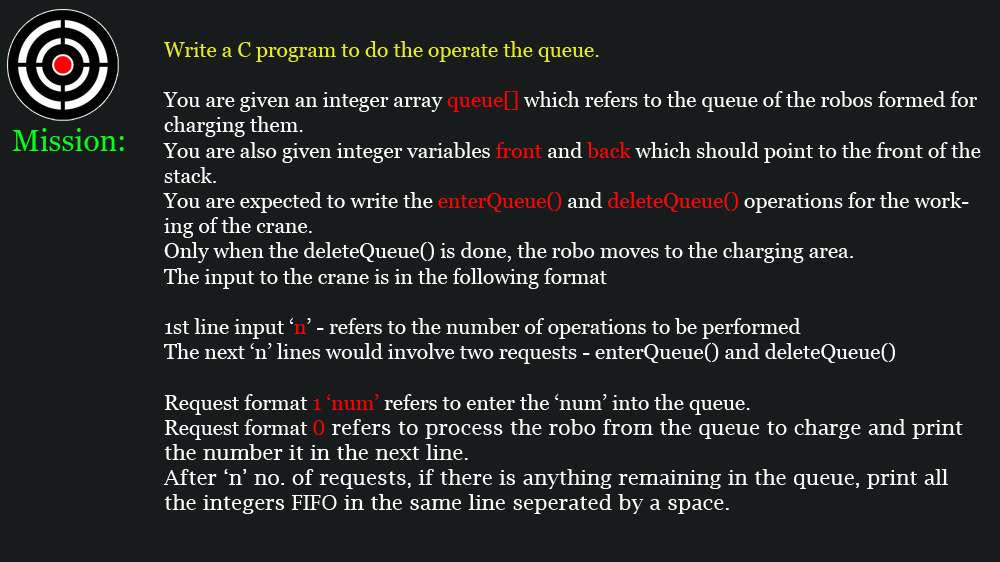 Write a C program to do the operate the queue.
You are given an integer array queue[] which refers to the queue of the robos formed for
charging them.
Mission:
You are also given integer variables front and back which should point to the front of the
stack.
You are expected to write the enterQueue() and deleteQueue() operations for the work-
ing of the crane.
Only when the deleteQueue() is done, the robo moves to the charging area.
The input to the crane is in the following format
1st line input ‘n’ - refers to the number of operations to be performed
The next ‘n’ lines would involve two requests - enterQueue() and deleteQueue()
Request format 1 ‘num’ refers to enter the ‘num’ into the queue.
Request format 0 refers to process the robo from the queue to charge and print
the number it in the next line.
After ‘n’ no. of requests, if there is anything remaining in the queue, print all
the integers FIFO in the same line seperated by a space.